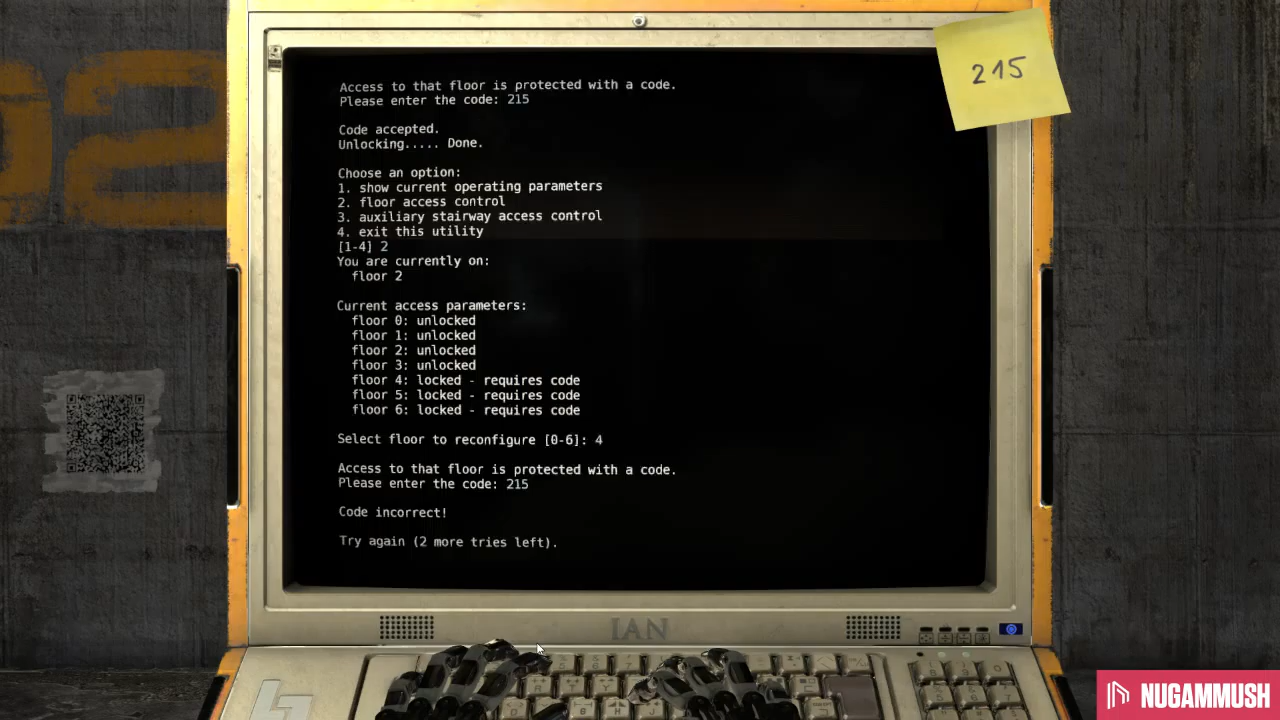 215
02
Access to that floor is protected with a code.
Please enter the code: 215
Code accepted.
Unlocking..... Done.
Choose an option:
1. show current operating parameters
2. floor access control
3. auxiliary stairway access control
4. exit this utility
[1-4] 2
You are currently on:
floor 2
Current access parameters:
floor 0: unlocked
floor 1: unlocked
floor 2: unlocked
floor 3: unlocked
floor 4: locked - requires code
floor 5: locked - requires code
floor 6: locked - requires code
Select floor to reconfigure [0-6]: 4
Access to that floor is protected with a code.
Please enter the code: 215
Code incorrect!
Try again (2 more tries left).
IAN
NUGAMMUSH